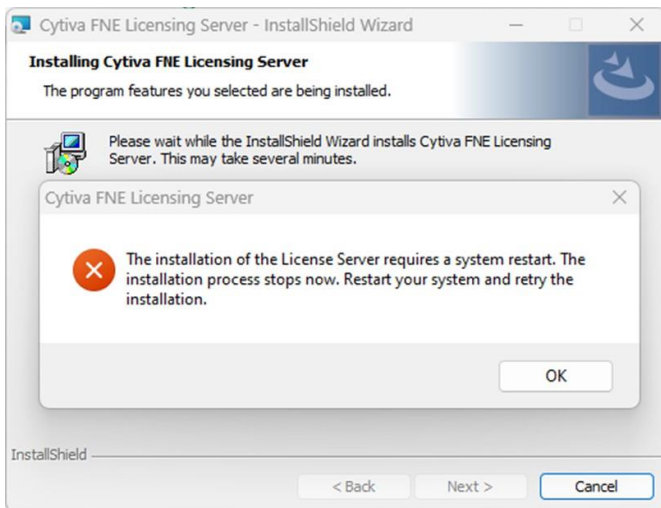 Cytiva FNE Licensing Server - InstallShield Wizard
Installing Cytiva FNE Licensing Server
The program features you selected are being installed.
Please wait while the InstallShield Wizard installs Cytiva FNE Licensing
Server. This may take several minutes.
Cytiva FNE Licensing Server
The installation of the License Server requires a system restart. The
installation process stops now. Restart your system and retry the
installation.
OK
InstallShield
< Back Next > Cancel